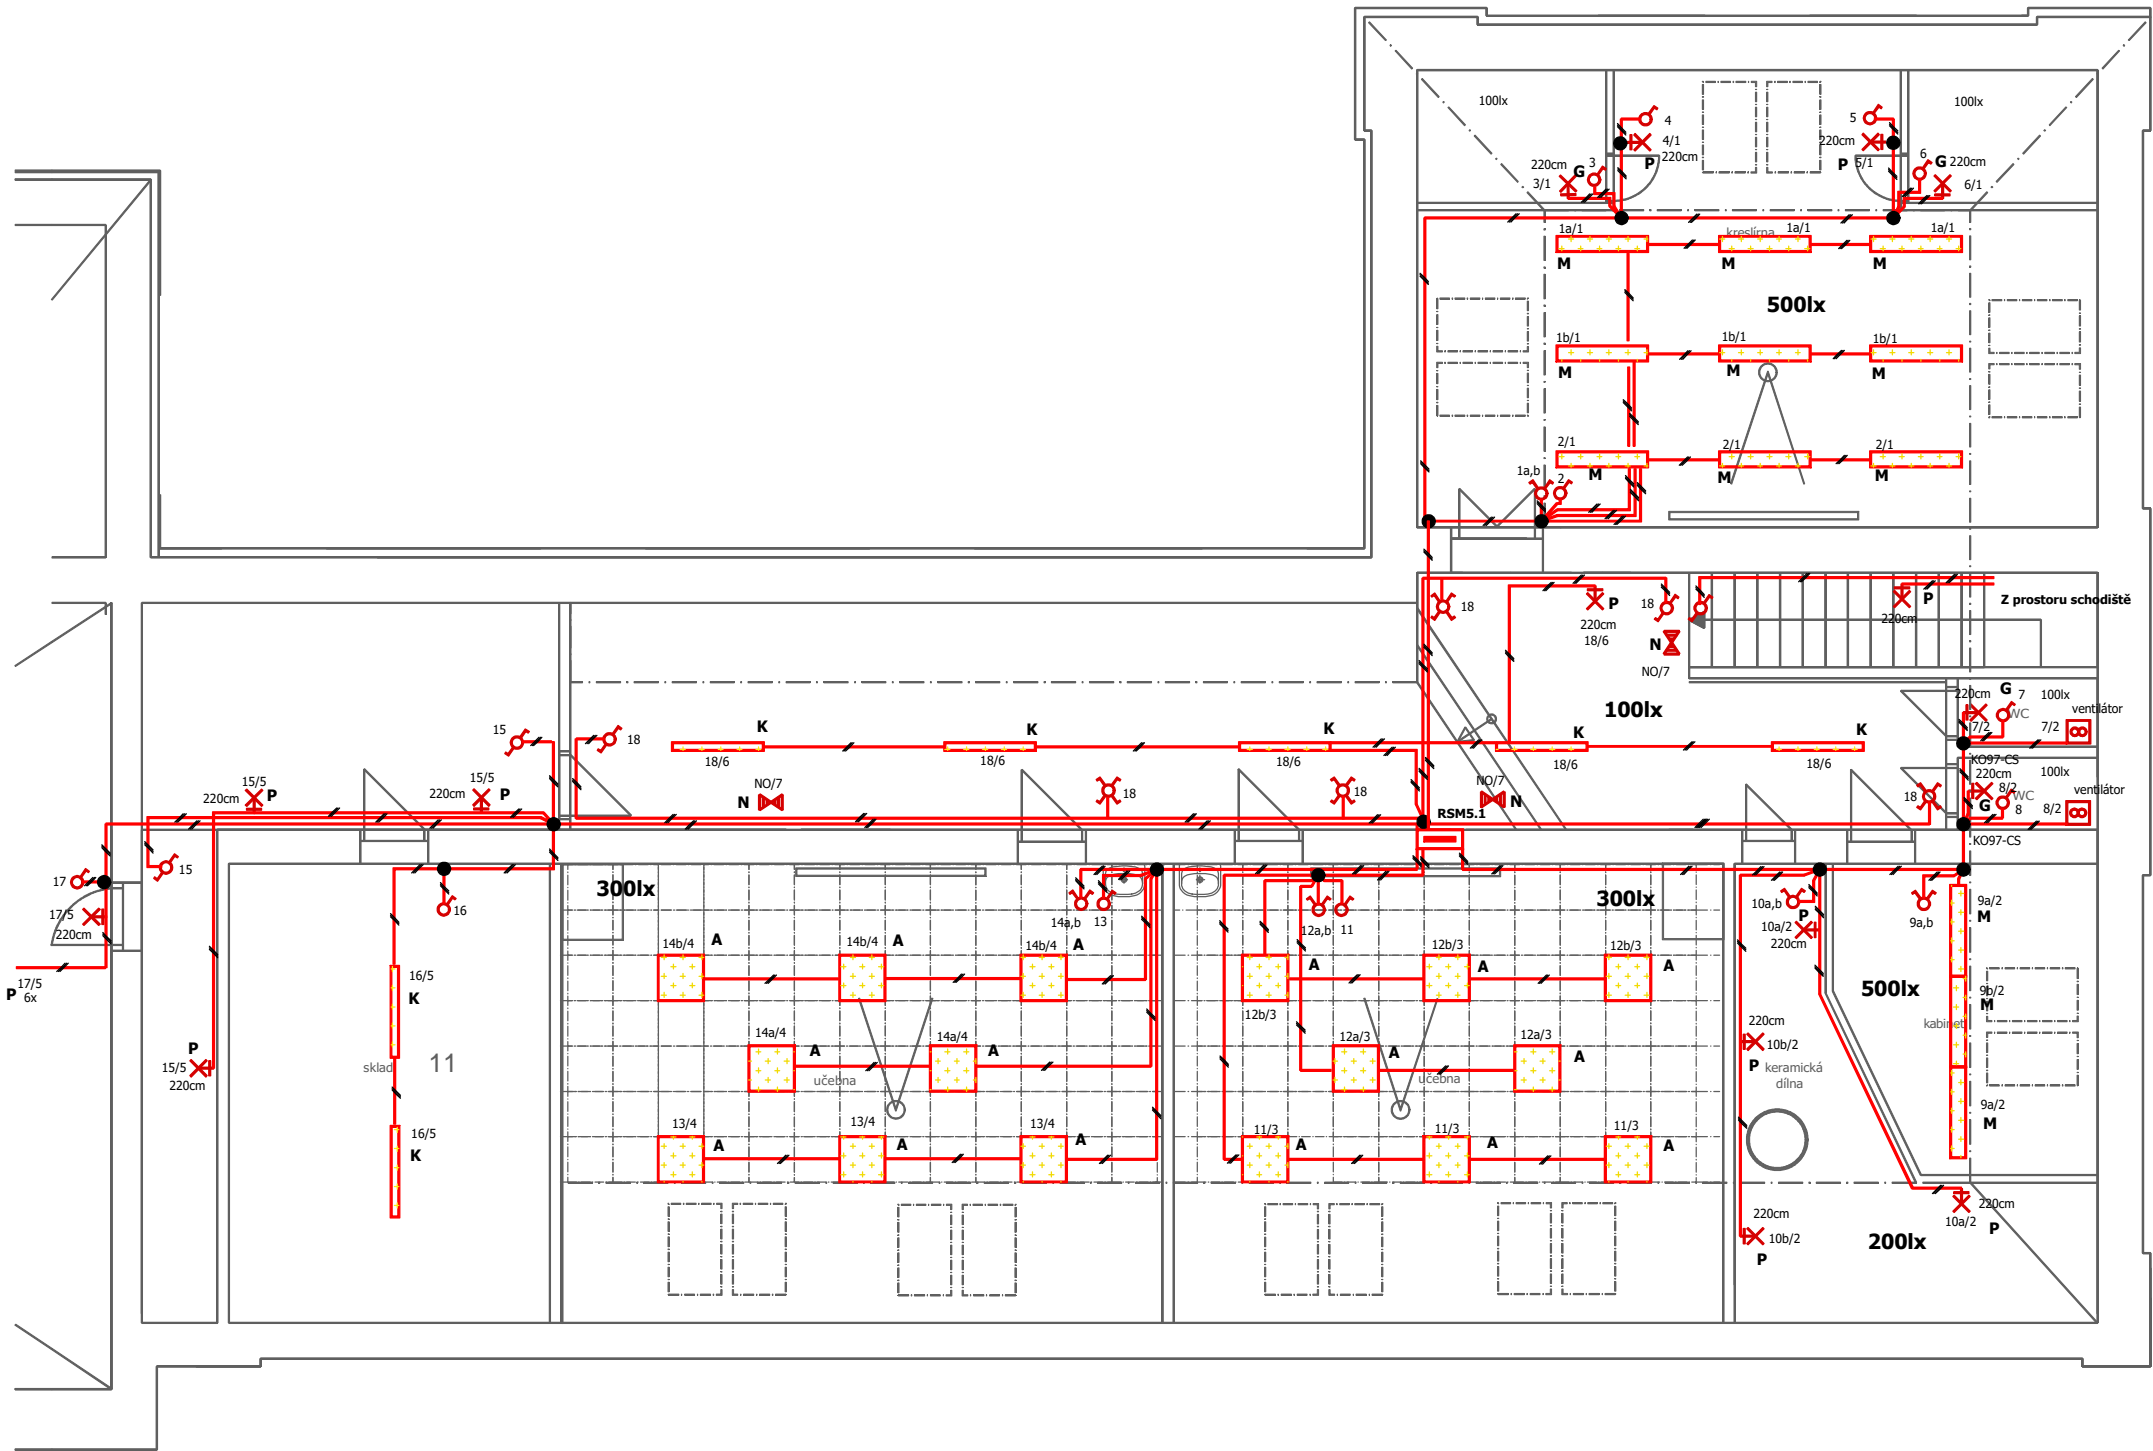 100lx
100lx
4
5
4/1
220cm
220cm
P
P
5/1
220cm
G
3
3/1
6
G
220cm
6/1
1a/1
kreslírna
1a/1
1a/1
M
M
M
500lx
1b/1
1b/1
1b/1
M
M
M
2/1
2/1
2/1
M
M
M
1a,b
2
18
P
220cm
18/6
18
N
NO/7
P
220cm
Z prostoru schodiště
100lx
220cm
G
7
100lx
WC
7/2
ventilátor
7/2
KO97-CS
220cm
8/2
G
WC
8
100lx
ventilátor
8/2
KO97-CS
15
18
K
K
K
K
K
18/6
18/6
18/6
18/6
18/6
15/5
220cm
P
15/5
220cm
P
NO/7
N
18
18
NO/7
N
18
RSM5.1
15
17
17/5
220cm
16
P
17/5
6x
300lx
14a,b
13
12a,b
11
300lx
10a,b
P
10a/2
220cm
9a,b
9a/2
M
14b/4
A
14b/4
A
14b/4
A
A
12b/3
12b/3
A
12b/3
A
16/5
K
500lx
9b/2
M
kabinet
P
15/5
220cm
sklad
11
14a/4
A
14a/4
A
učebna
12a/3
A
12a/3
A
učebna
220cm
10b/2
P
keramická
dílna
16/5
K
13/4
A
13/4
A
13/4
A
11/3
A
11/3
A
11/3
A
9a/2
M
220cm
10b/2
P
220cm
10a/2
P
200lx